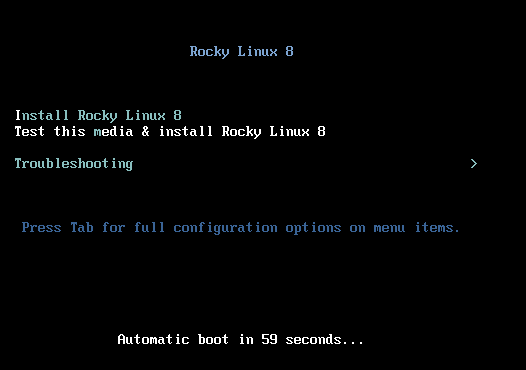 Rocky Linux 8
Install Rocky Linux 8
Test this media & install Rocky Linux 8
Troubleshooting >
Press Tab for full configuration options on menu items.
Automatic boot in 59 seconds...